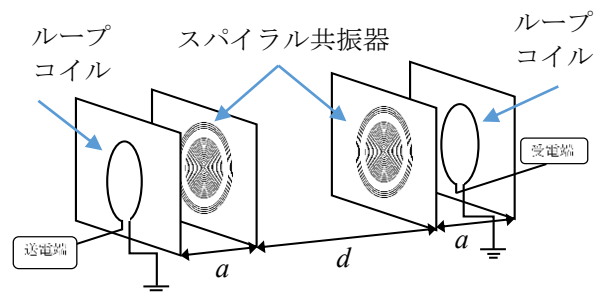 ループ
コイル
スパイラル共振器
ループ
コイル
受電端
送電端
a
d
a